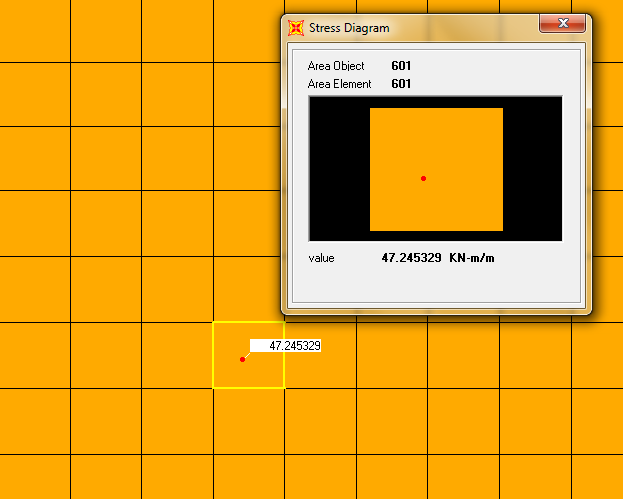 Stress Diagram
Area Object 601
Area Element 601
value 47.245329 KN-m/m
47.245329